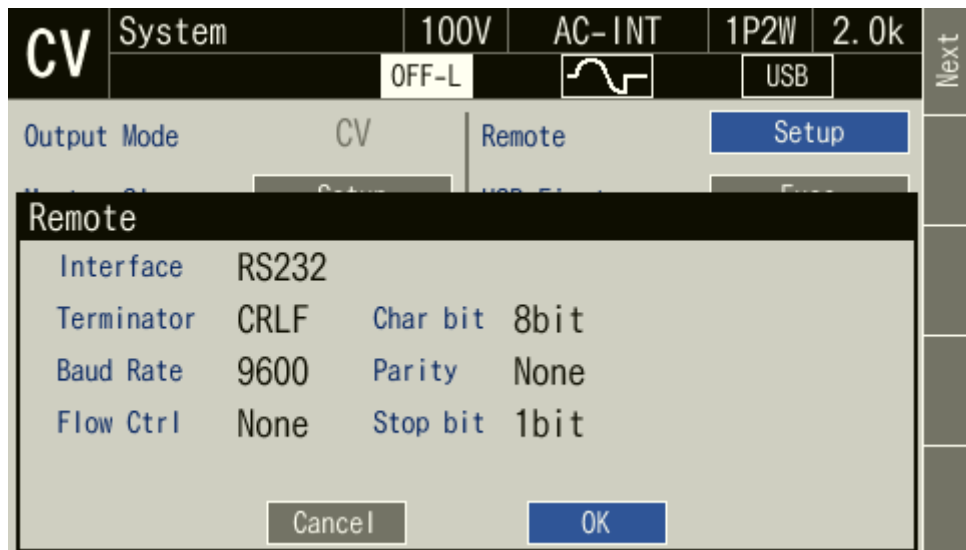 CV System 100V AC-INT 1P2W 2.0k
OFF-L USB
Next
Output Mode CV Remote Setup
Remote
Interface RS232
Terminator CRLF Char bit 8bit
Baud Rate 9600 Parity None
Flow Ctrl None Stop bit 1bit
Cancel OK